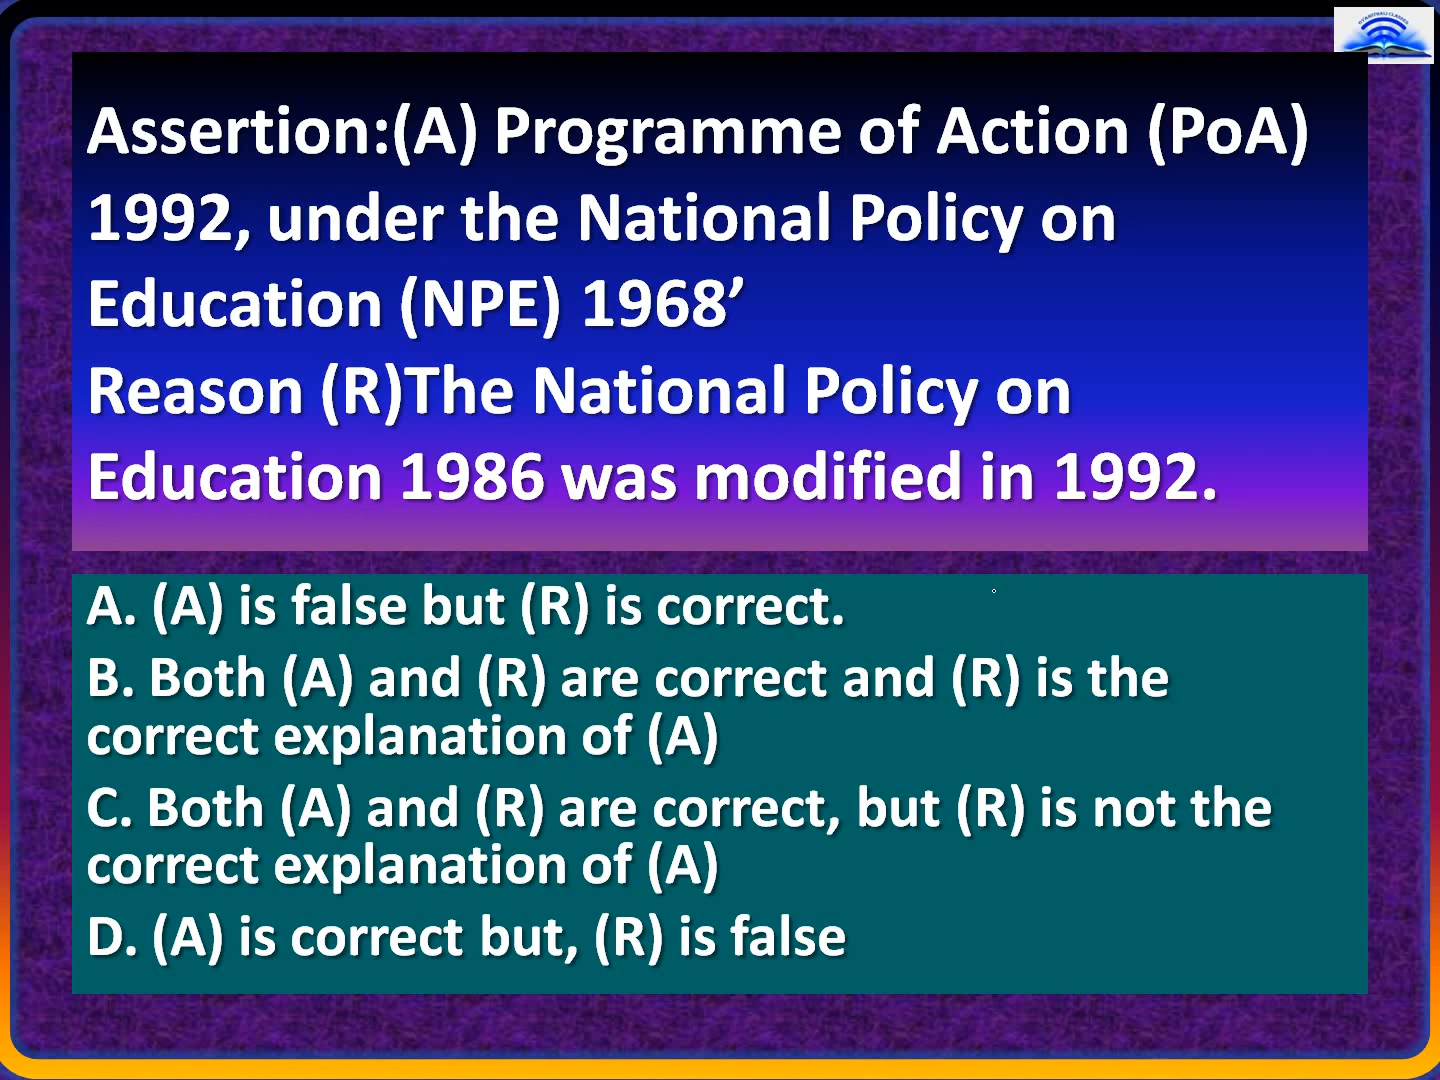 Assertion:(A) Programme of Action (PoA)
1992, under the National Policy on
Education (NPE) 1968’
Reason (R)The National Policy on
Education 1986 was modified in 1992.
A. (A) is false but (R) is correct.
B. Both (A) and (R) are correct and (R) is the
correct explanation of (A)
C. Both (A) and (R) are correct, but (R) is not the
correct explanation of (A)
D. (A) is correct but, (R) is false